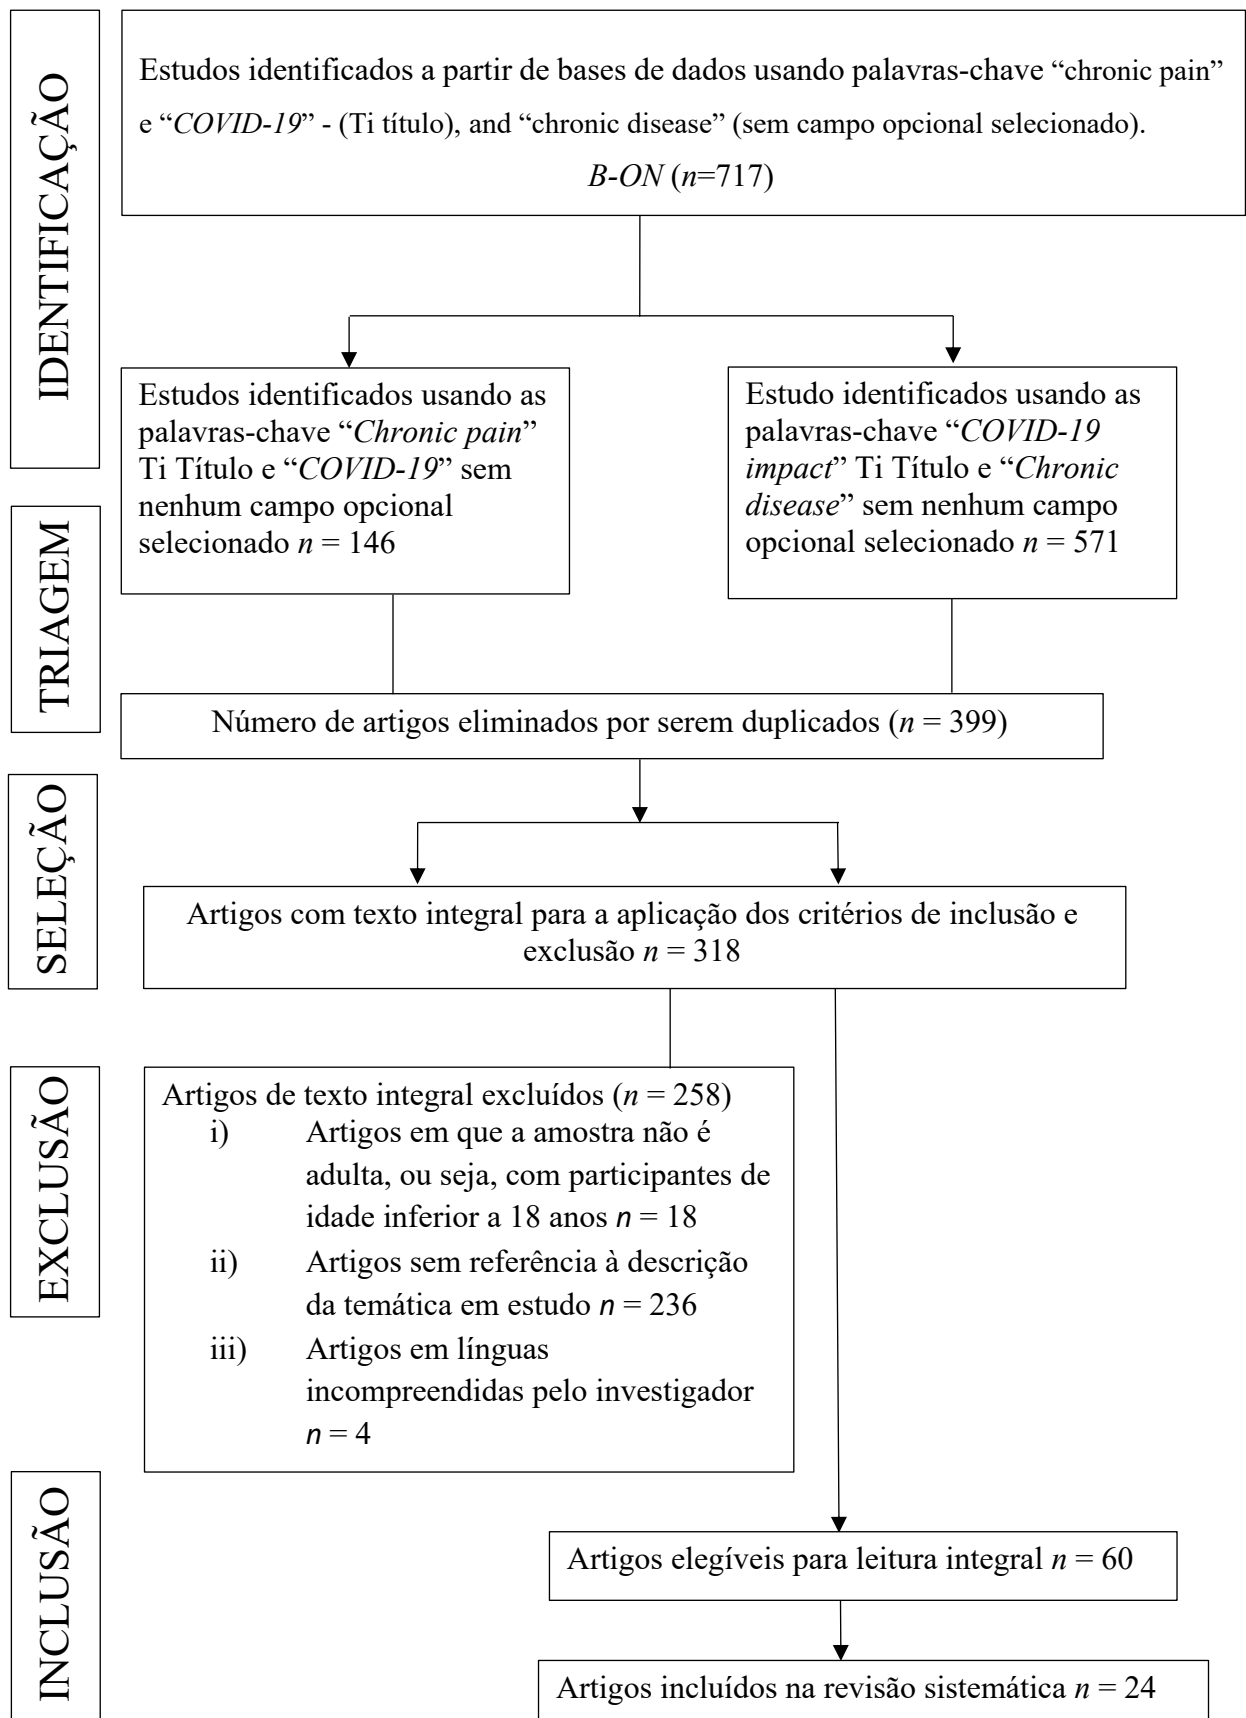 IDENTIFICAÇÃO
Estudos identificados a partir de bases de dados usando palavras-chave “chronic pain”
e “COVID-19” - (Ti título), and “chronic disease” (sem campo opcional selecionado).
B-ON (n=717)
Estudos identificados usando as
palavras-chave “Chronic pain”
Ti Título e “COVID-19” sem
nenhum campo opcional
selecionado n = 146
Estudo identificados usando as
palavras-chave “COVID-19
impact” Ti Título e “Chronic
disease” sem nenhum campo
opcional selecionado n = 571
TRIAGEM
Número de artigos eliminados por serem duplicados (n = 399)
SELEÇÃO
Artigos com texto integral para a aplicação dos critérios de inclusão e
exclusão n = 318
EXCLUSÃO
Artigos de texto integral excluídos (n = 258)
i) Artigos em que a amostra não é
adulta, ou seja, com participantes de
idade inferior a 18 anos n = 18
ii) Artigos sem referência à descrição
da temática em estudo n = 236
iii) Artigos em línguas
incompreendidas pelo investigador
n = 4
INCLUSÃO
Artigos elegíveis para leitura integral n = 60
Artigos incluídos na revisão sistemática n = 24